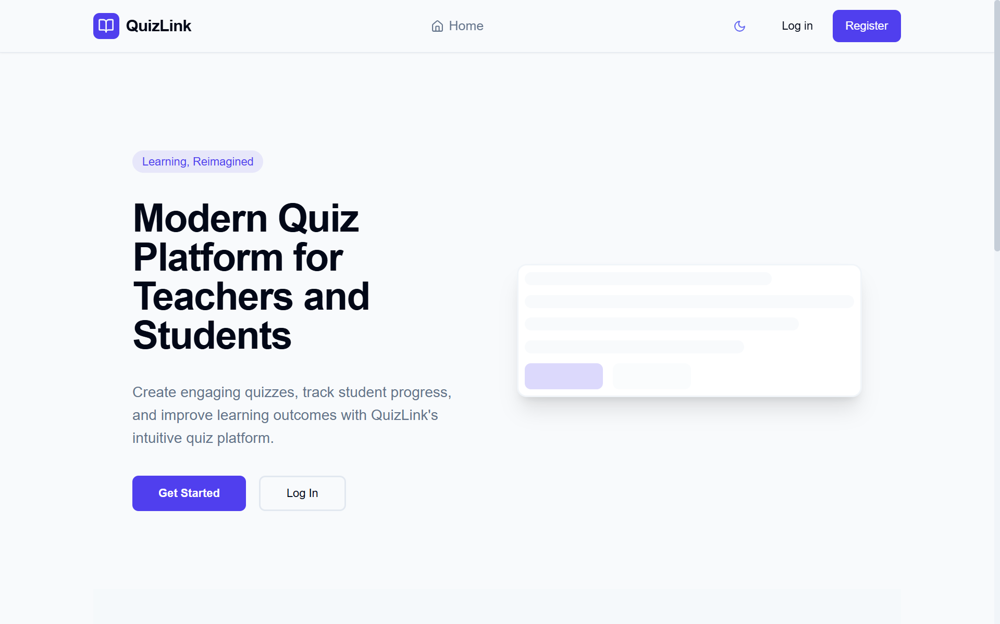 QuizLink
Home
Log in
Register
Learning, Reimagined
Modern Quiz
Platform for
Teachers and
Students
Create engaging quizzes, track student progress,
and improve learning outcomes with QuizLink's
intuitive quiz platform.
Get Started
Log In